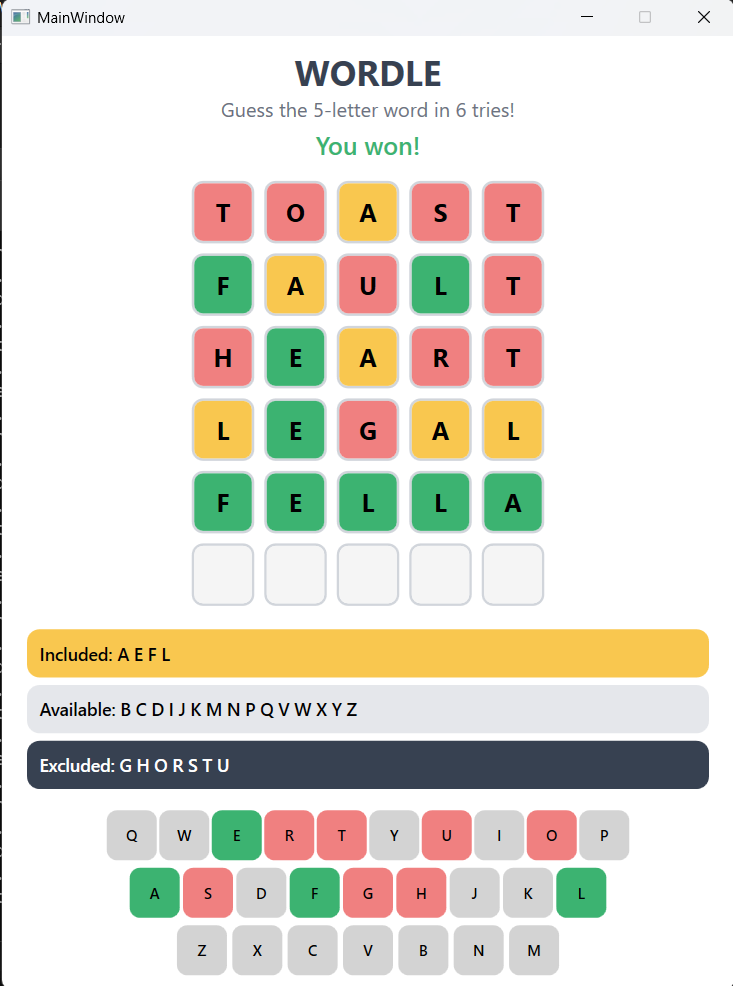 MainWindow
WORDLE
Guess the 5-letter word in 6 tries!
You won!
T O A S T
F A U L T
H E A R T
L E G A L
F E L L A
Included: A E F L
Available: B C D I J K M N P Q V W X Y Z
Excluded: G H O R S T U
Q W E R T Y U I O P
A S D F G H J K L
Z X C V B N M